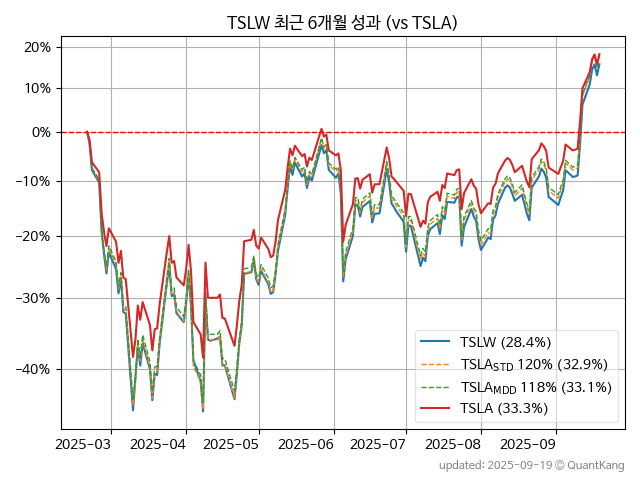 TSLW 최근 6개월 성과 (vs TSLA)
20%
10%
0%
−10%
−20%
−30%
−40%
TSLW (28.4%)
TSLA_STD 120% (32.9%)
TSLA_MDD 118% (33.1%)
TSLA (33.3%)
2025-03 2025-04 2025-05 2025-06 2025-07 2025-08 2025-09
updated: 2025-09-19 © QuantKang